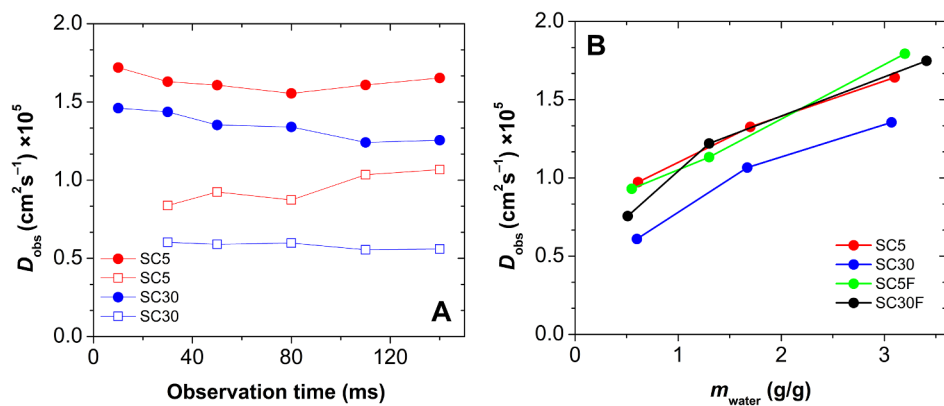 2.0
1.5
1.0
0.5
0.0
D_obs (cm² s⁻¹) ×10⁵
SC5
SC5
SC30
SC30
A
0 40 80 120
Observation time (ms)
B
2.0
1.5
1.0
0.5
0.0
D_obs (cm² s⁻¹) ×10⁵
SC5
SC30
SC5F
SC30F
0 1 2 3
m_water (g/g)